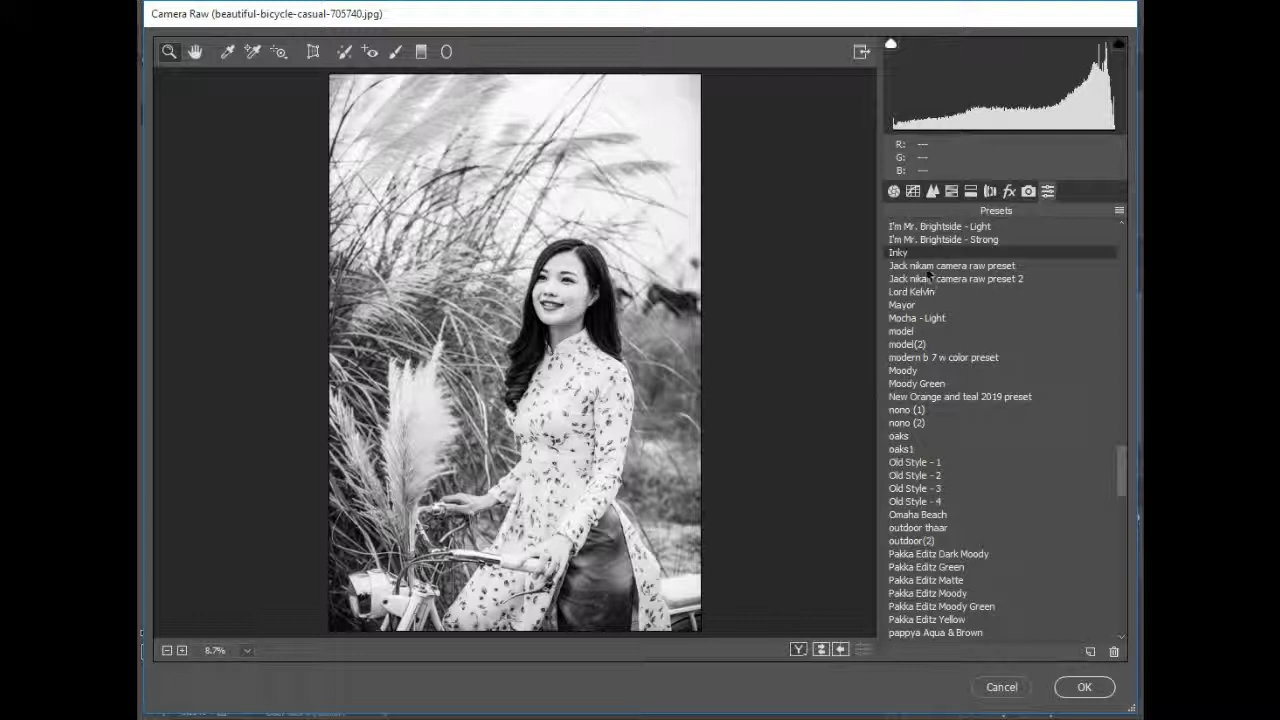 Camera Raw (beautiful-bicycle-casual-705740.jpg)
fx
R: ---
G: ---
B: ---
Presets
I'm Mr. Brightside - Light
I'm Mr. Brightside - Strong
Inky
Jack nikam camera raw preset
Jack nikam camera raw preset 2
Lord Kelvin
Mayor
Mocha - Light
model
model(2)
modern b 7 w color preset
Moody
Moody Green
New Orange and teal 2019 preset
nono (1)
nono (2)
oaks
oaks1
Old Style - 1
Old Style - 2
Old Style - 3
Old Style - 4
Omaha Beach
outdoor thaar
outdoor(2)
Pakka Editz Dark Moody
Pakka Editz Green
Pakka Editz Matte
Pakka Editz Moody
Pakka Editz Moody Green
Pakka Editz Yellow
pappya Aqua & Brown
8.7%
Y
Cancel
OK